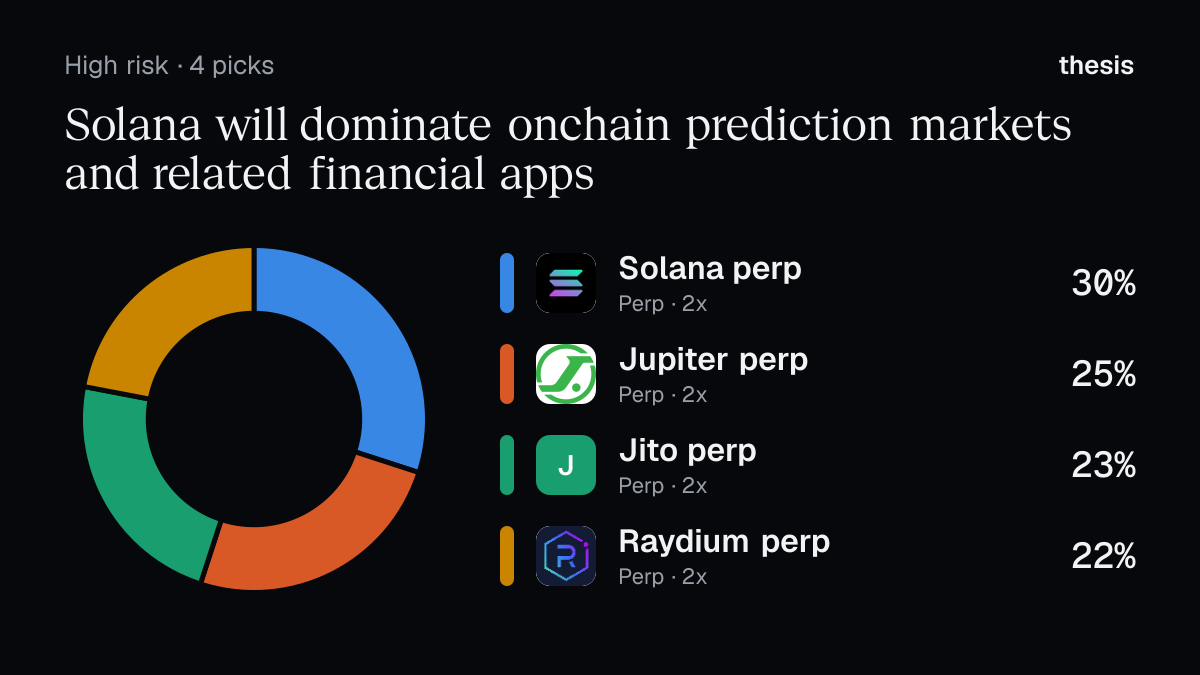 High risk · 4 picks
thesis
Solana will dominate onchain prediction markets
and related financial apps
Solana perp
Perp · 2x
30%
Jupiter perp
Perp · 2x
25%
J
Jito perp
Perp · 2x
23%
R
Raydium perp
Perp · 2x
22%